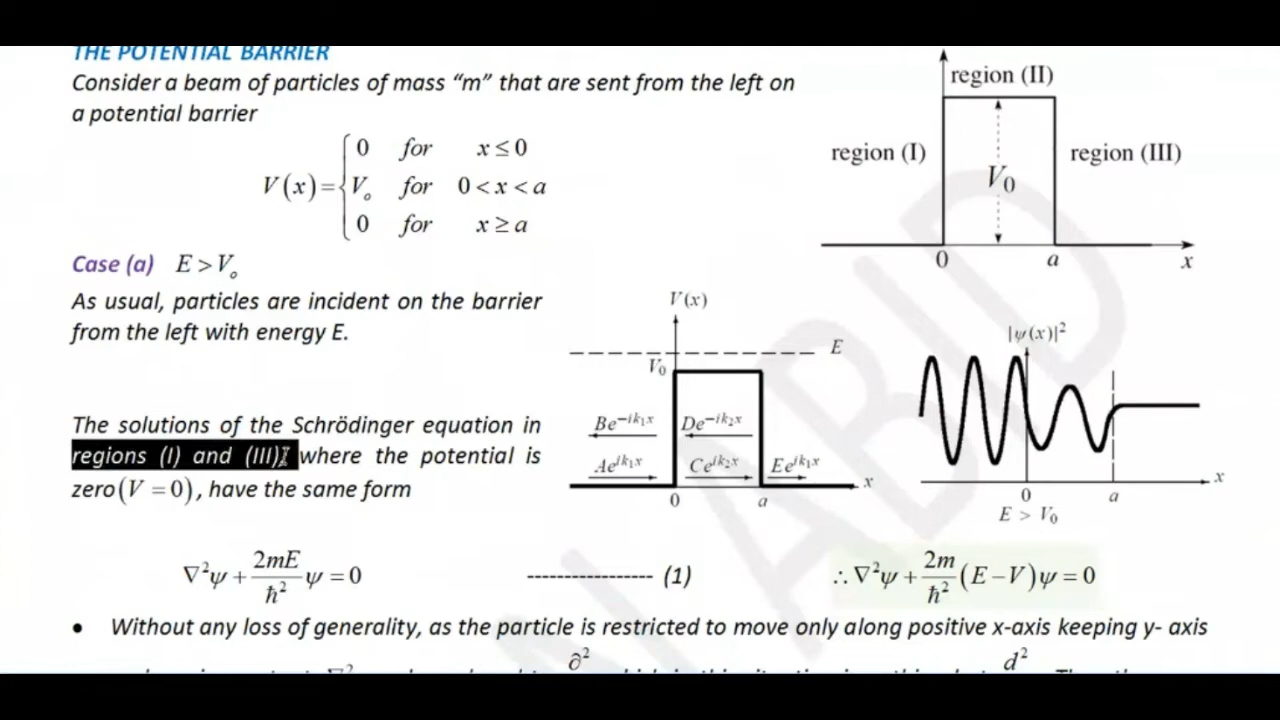 THE POTENTIAL BARRIER
Consider a beam of particles of mass “m” that are sent from the left on
a potential barrier
V(x) = { 0 for x ≤ 0
V₀ for 0 < x < a
0 for x ≥ a
region (II)
region (I)
V₀
region (III)
0 a x
Case (a) E > V₀
As usual, particles are incident on the barrier
from the left with energy E.
The solutions of the Schrödinger equation in
regions (I) and (III), where the potential is
zero (V = 0), have the same form
V(x)
E
V₀
Be^{-ik₁x} De^{-ik₂x}
Ae^{ik₁x} Ce^{ik₂x} Ee^{ik₁x}
x
0 a
|ψ(x)|²
x
0 a
E > V₀
∇²ψ + 2mE/ħ² ψ = 0 ---------------- (1) ∴ ∇²ψ + 2m/ħ² (E − V)ψ = 0
• Without any loss of generality, as the particle is restricted to move only along positive x-axis keeping y- axis
∂² d²